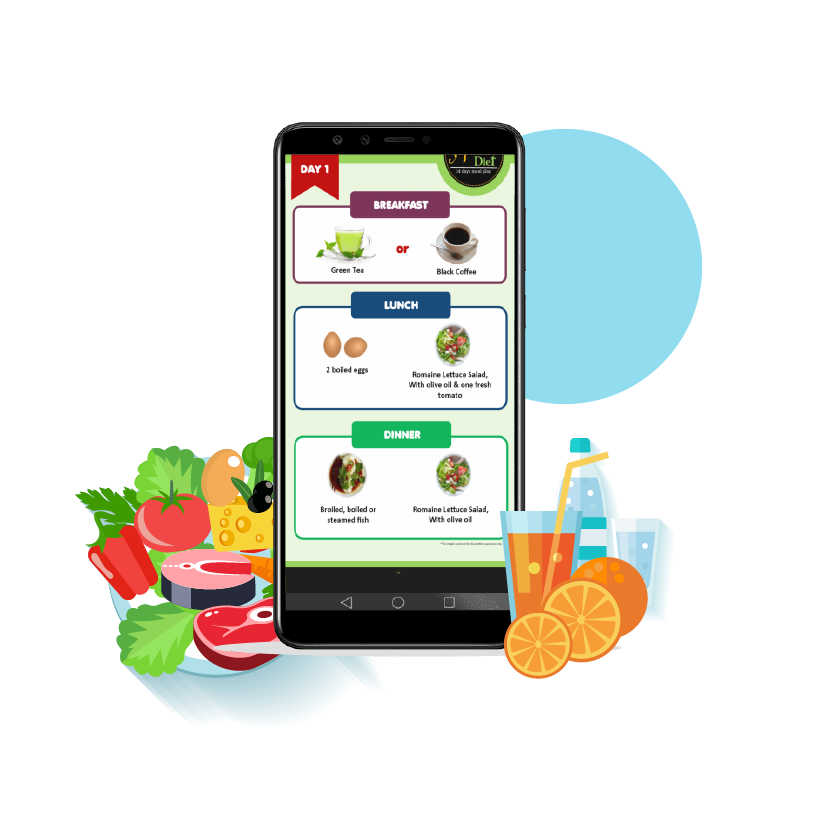 DAY 1
Diet
14 days meal plan
BREAKFAST
or
Green Tea
Black Coffee
LUNCH
2 boiled eggs
Romaine Lettuce Salad,
With olive oil & one fresh
tomato
DINNER
Broiled, boiled or
steamed fish
Romaine Lettuce Salad,
With olive oil